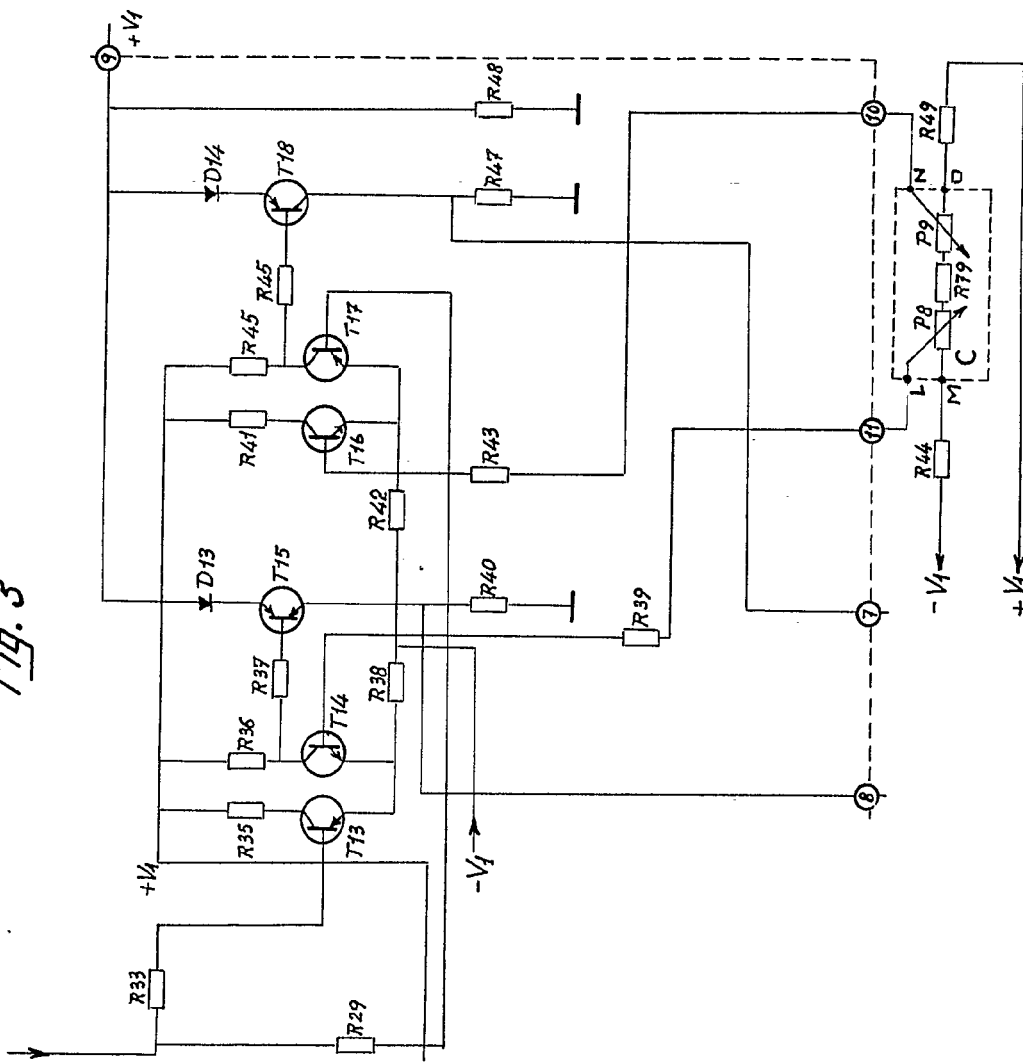 Fig. 5
+V1
9
R48
D14
T18
R47
R45
R45
T17
R41
T16
R43
R42
D13
T15
R40
R37
R39
R36
T14
R38
R35
T13
+V1
-V1
R33
R29
10
11
7
8
R49
N
O
P9
R79
P8
C
L
M
R44
-V1
+V1